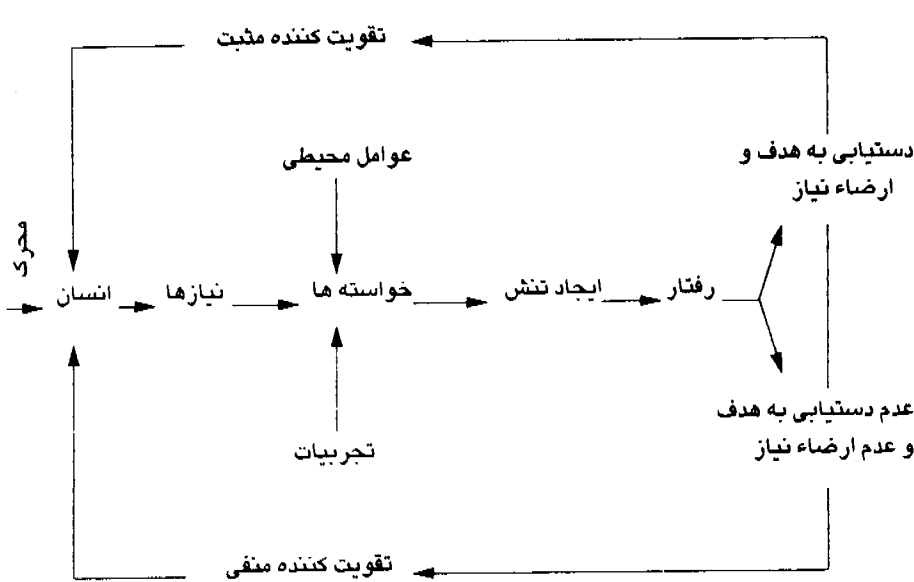 تقویت کننده مثبت
عوامل محیطی
دستیابی به هدف و
ارضاء نیاز
محرک
انسان
نیازها
خواسته ها
ایجاد تنش
رفتار
تجربیات
عدم دستیابی به هدف
و عدم ارضاء نیاز
تقویت کننده منفی